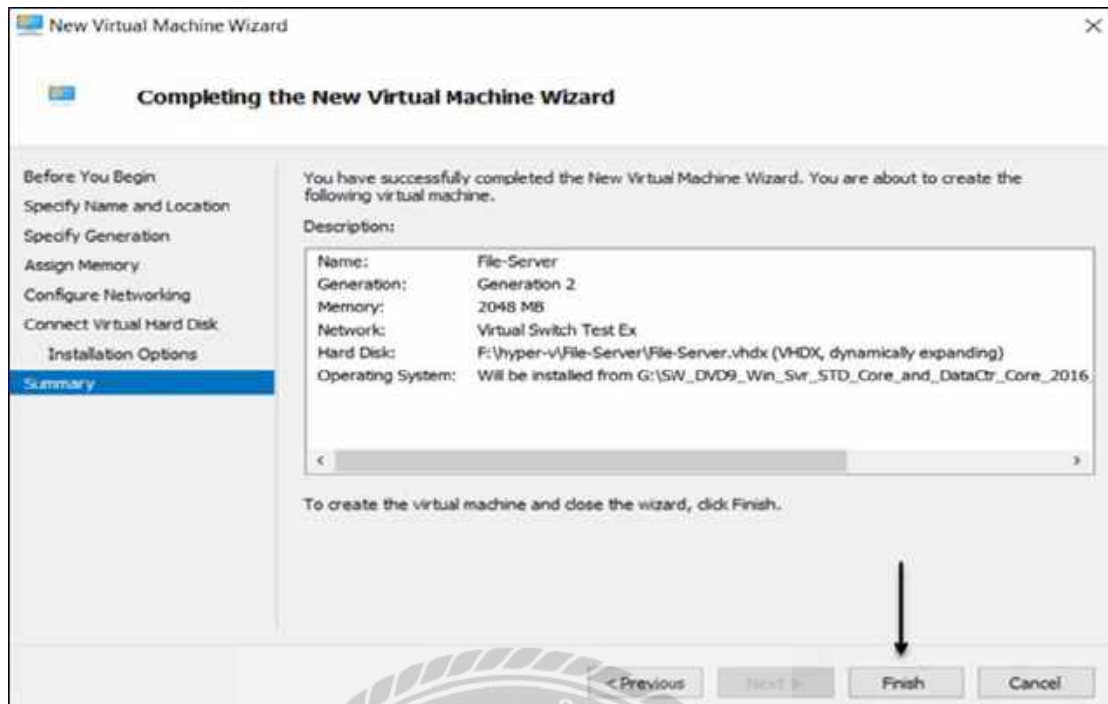 New Virtual Machine Wizard
Completing the New Virtual Machine Wizard
Before You Begin
Specify Name and Location
Specify Generation
Assign Memory
Configure Networking
Connect Virtual Hard Disk
Installation Options
Summary
You have successfully completed the New Virtual Machine Wizard. You are about to create the
following virtual machine.
Description:
Name: File-Server
Generation: Generation 2
Memory: 2048 MB
Network: Virtual Switch Test Ex
Hard Disk: F:\hyper-v\File-Server\File-Server.vhdx (VHDX, dynamically expanding)
Operating System: Will be installed from G:\SW_DVD9_Win_Svr_STD_Core_and_DataCtr_Core_2016
To create the virtual machine and close the wizard, click Finish.
< Previous Next > Finish Cancel